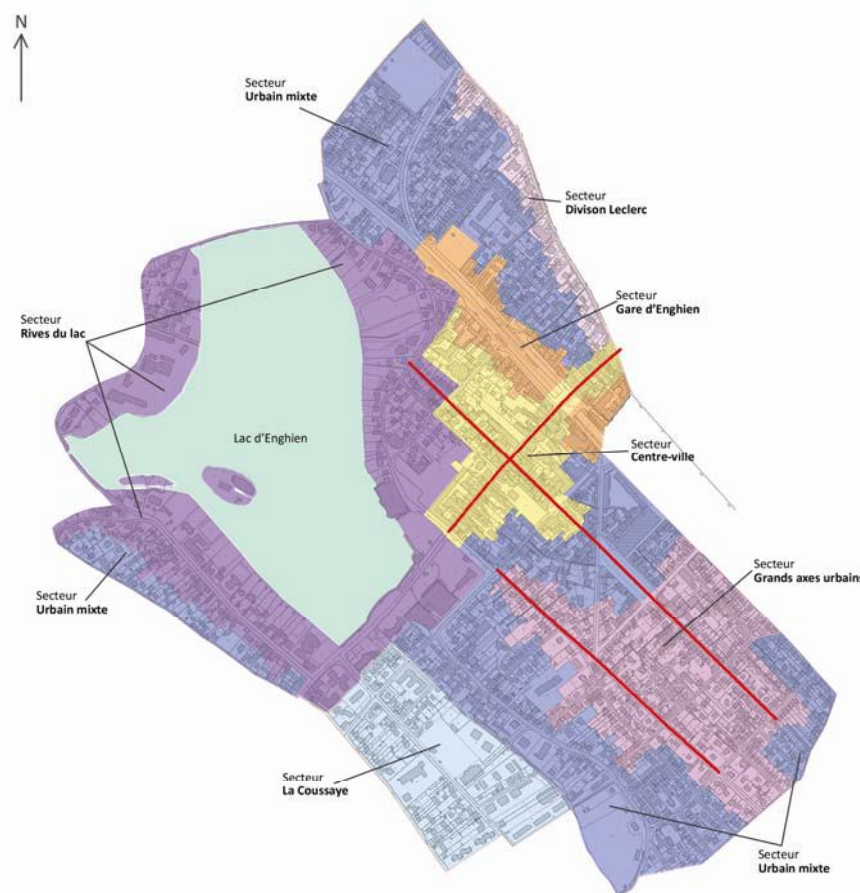 N
Secteur
Urbain mixte
Secteur
Divison Leclerc
Secteur
Gare d'Enghien
Secteur
Rives du lac
Lac d'Enghien
Secteur
Centre-ville
Secteur
Grands axes urbains
Secteur
Urbain mixte
Secteur
La Coussaye
Secteur
Urbain mixte